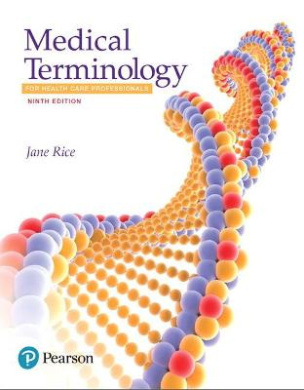 Medical
Terminology
FOR HEALTH CARE PROFESSIONALS
NINTH EDITION
Jane Rice
Pearson